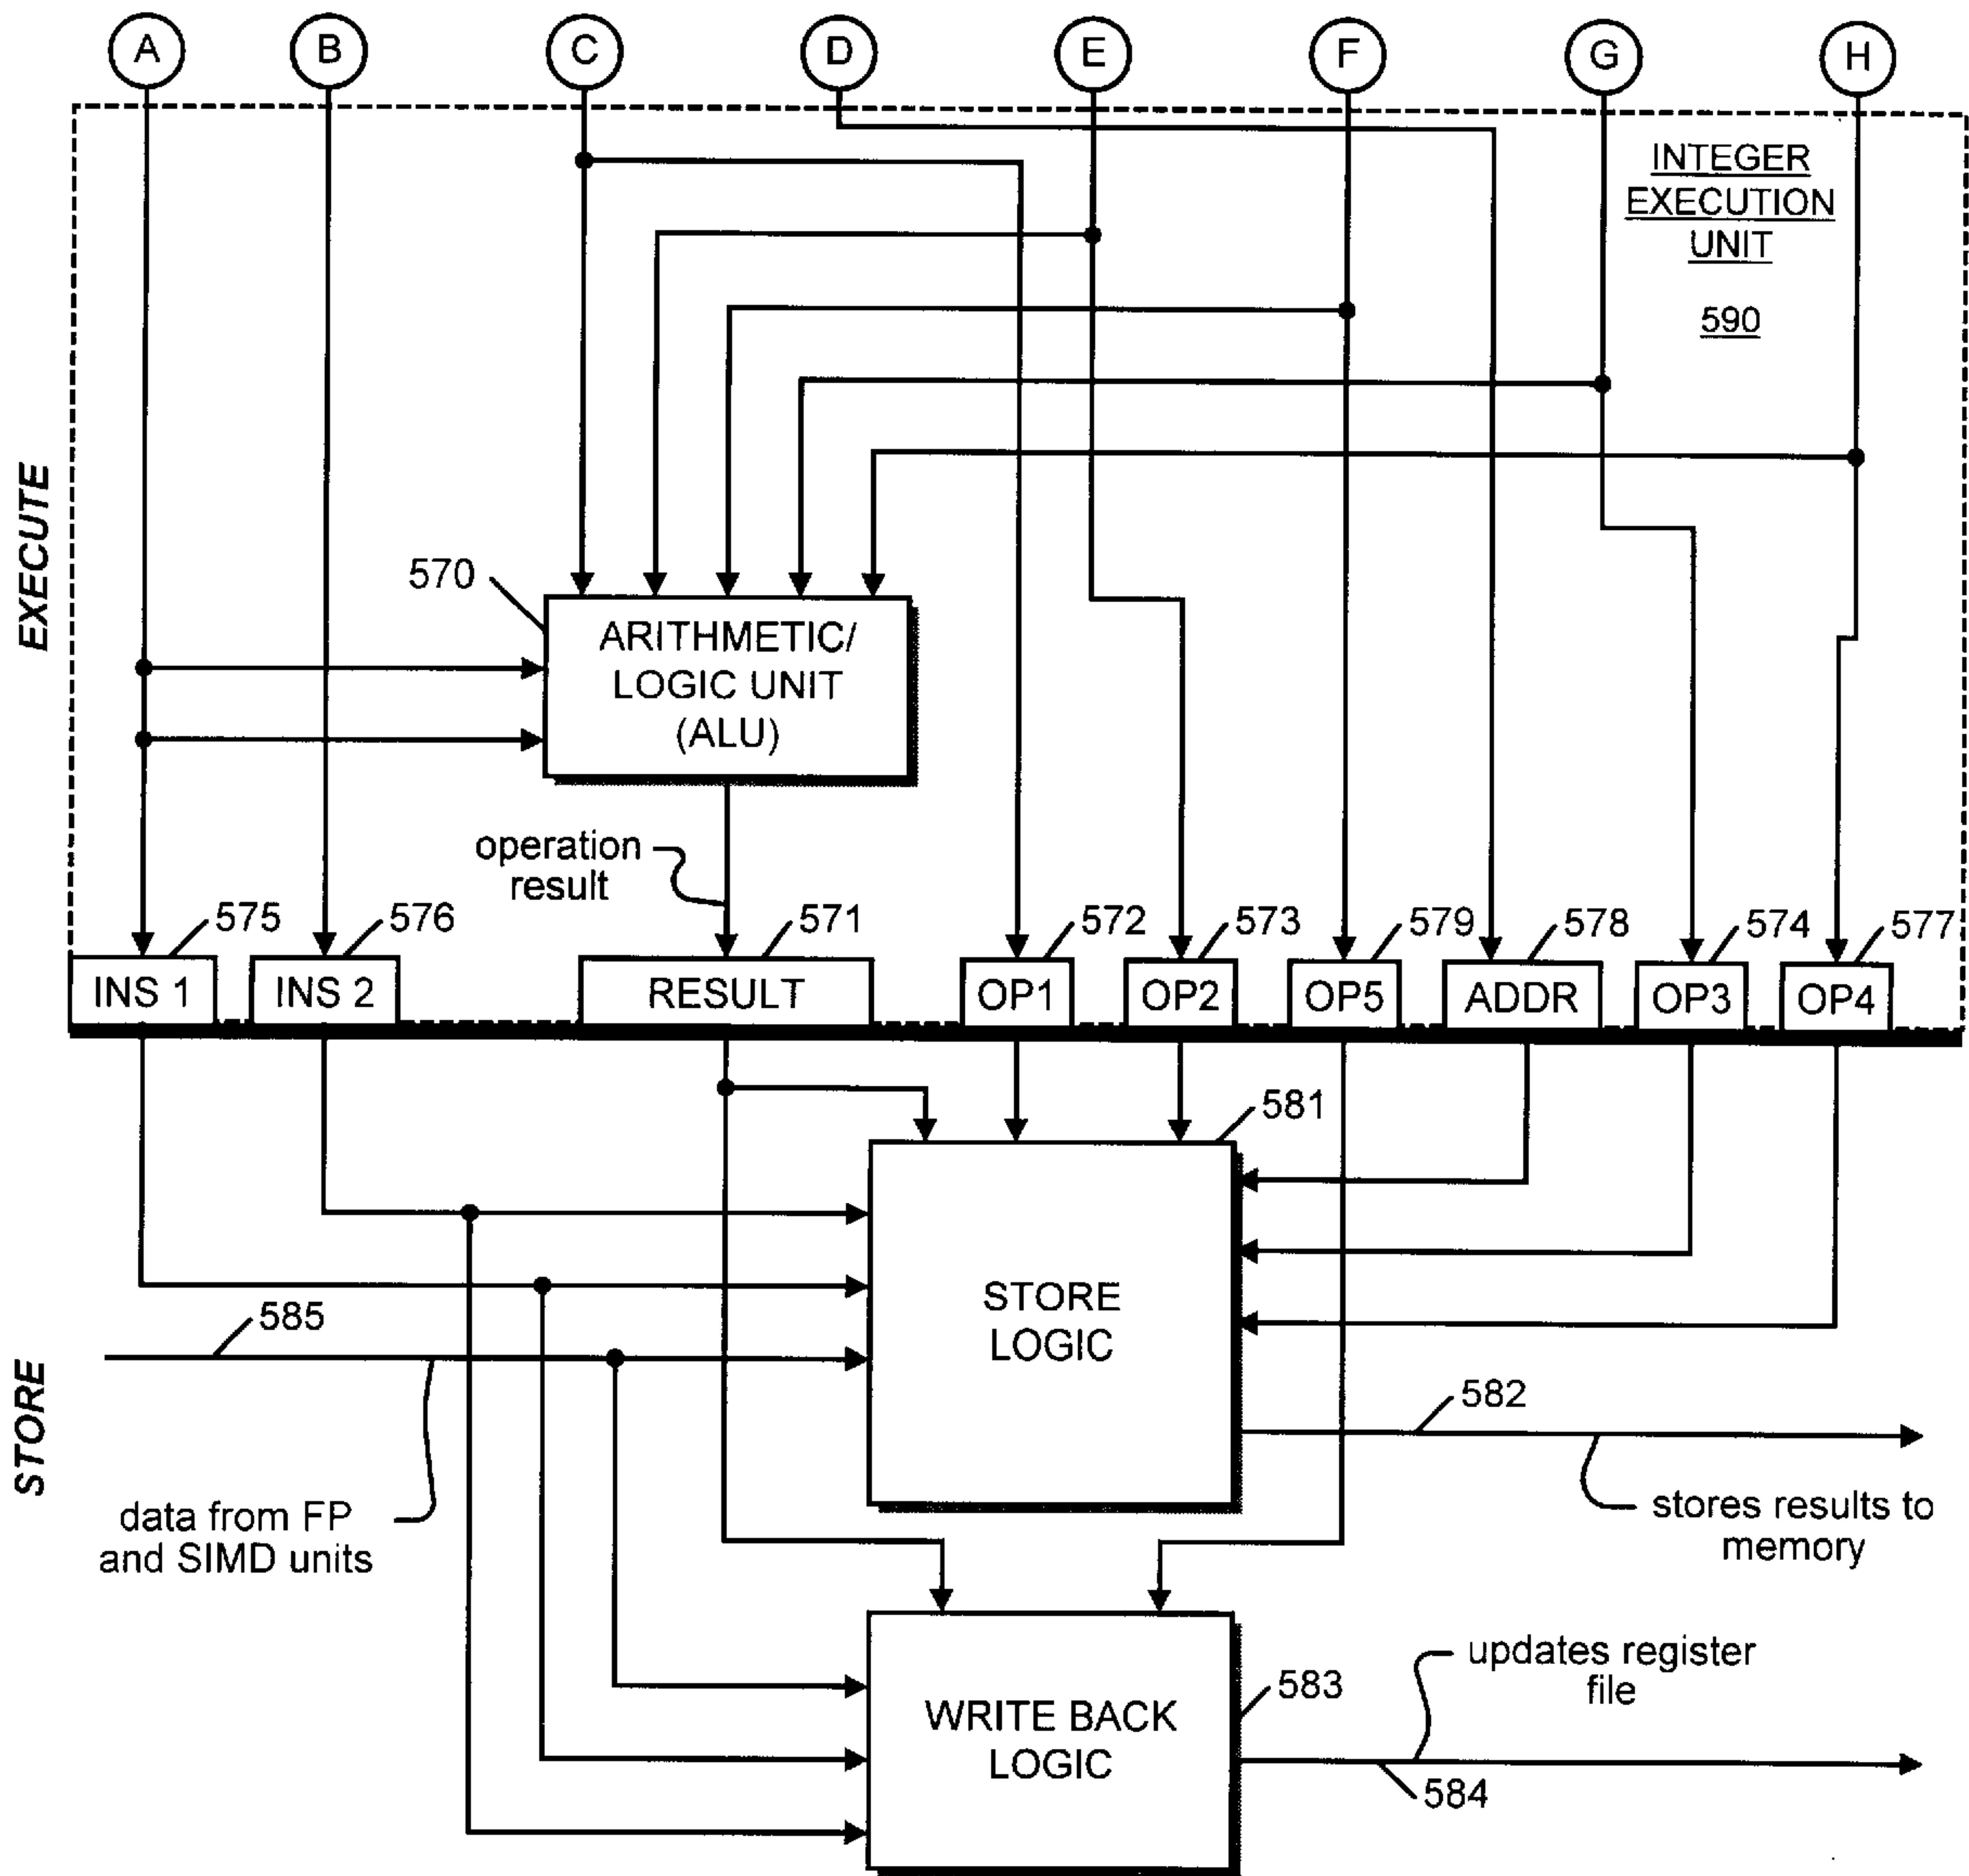 A
B
C
D
E
F
G
H
INTEGER
EXECUTION
UNIT
590
EXECUTE
570
ARITHMETIC/
LOGIC UNIT
(ALU)
operation
result
575
576
571
572
573
579
578
574
577
INS 1
INS 2
RESULT
OP1
OP2
OP5
ADDR
OP3
OP4
581
STORE
LOGIC
585
582
STORE
data from FP
and SIMD units
stores results to
memory
updates register
file
583
WRITE BACK
LOGIC
584